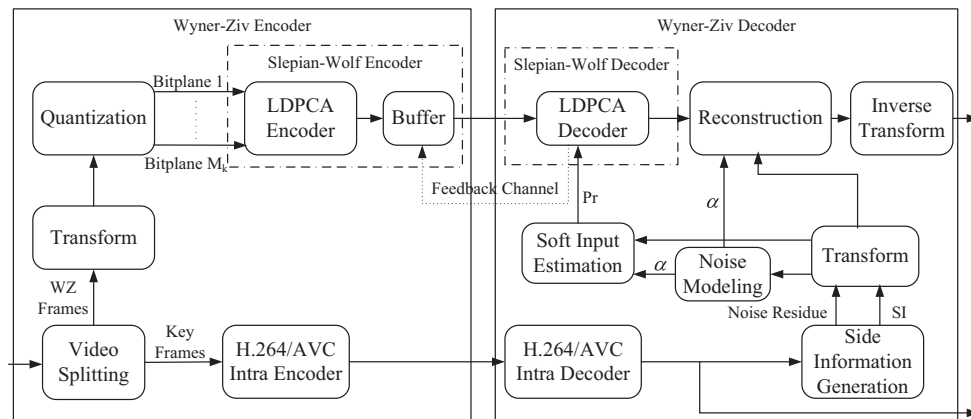 Wyner-Ziv Encoder
Wyner-Ziv Decoder
Slepian-Wolf Encoder
Slepian-Wolf Decoder
Bitplane 1
Quantization
LDPCA
Encoder
Buffer
LDPCA
Decoder
Reconstruction
Inverse
Transform
Bitplane Mk
Feedback Channel
Pr
α
Transform
Soft Input
Estimation
α
Noise
Modeling
Transform
WZ
Frames
Noise Residue
SI
Video
Splitting
Key
Frames
H.264/AVC
Intra Encoder
H.264/AVC
Intra Decoder
Side
Information
Generation